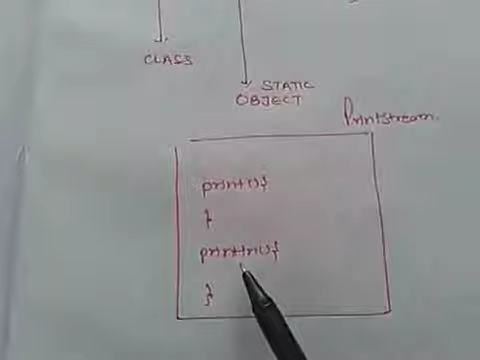 CLASS
STATIC
OBJECT
Printstream.
print(){
}
println(){
}